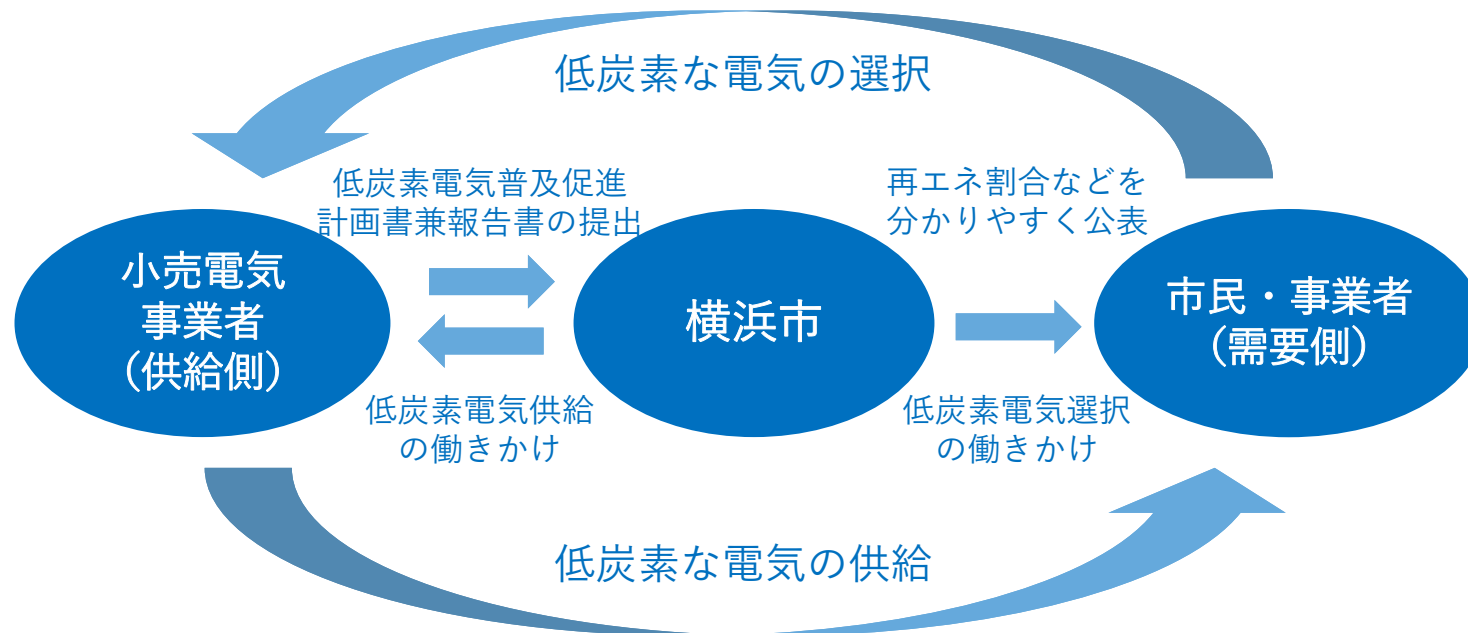 低炭素な電気の選択
低炭素電気普及促進
計画書兼報告書の提出
再エネ割合などを
分かりやすく公表
小売電気
事業者
（供給側）
横浜市
市民・事業者
（需要側）
低炭素電気供給
の働きかけ
低炭素電気選択
の働きかけ
低炭素な電気の供給